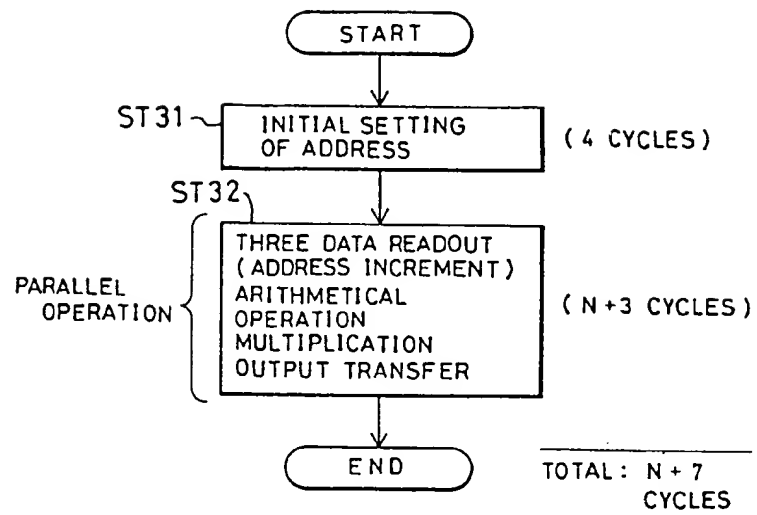 START
ST31
INITIAL SETTING
OF ADDRESS
(4 CYCLES)
ST32
THREE DATA READOUT
(ADDRESS INCREMENT)
ARITHMETICAL
OPERATION
MULTIPLICATION
OUTPUT TRANSFER
PARALLEL
OPERATION
(N+3 CYCLES)
END
TOTAL: N+7
CYCLES